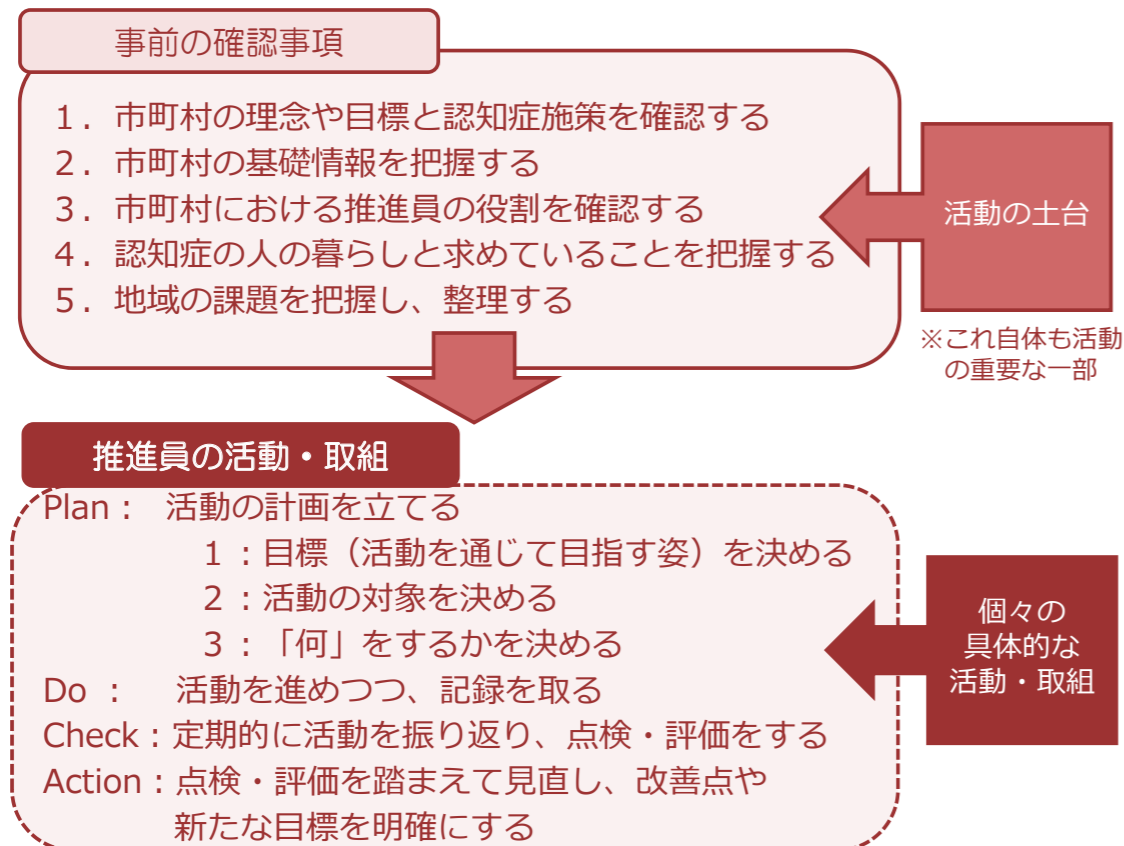 事前の確認事項
１．市町村の理念や目標と認知症施策を確認する
２．市町村の基礎情報を把握する
３．市町村における推進員の役割を確認する
４．認知症の人の暮らしと求めていることを把握する
５．地域の課題を把握し、整理する
活動の土台
※これ自体も活動
の重要な一部
推進員の活動・取組
Plan： 活動の計画を立てる
１：目標（活動を通じて目指す姿）を決める
２：活動の対象を決める
３：「何」をするかを決める
Do ： 活動を進めつつ、記録を取る
Check：定期的に活動を振り返り、点検・評価をする
Action：点検・評価を踏まえて見直し、改善点や
新たな目標を明確にする
個々の
具体的な
活動・取組